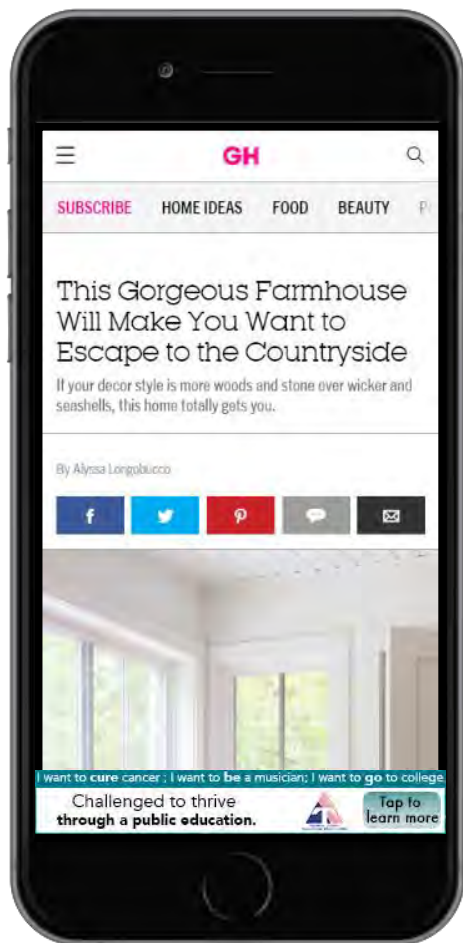 GH
SUBSCRIBE HOME IDEAS FOOD BEAUTY
This Gorgeous Farmhouse
Will Make You Want to
Escape to the Countryside
If your decor style is more woods and stone over wicker and
seashells, this home totally gets you.
By Alyssa Longobucco
I want to cure cancer ; I want to be a musician; I want to go to college
Challenged to thrive
through a public education.
Tap to
learn more